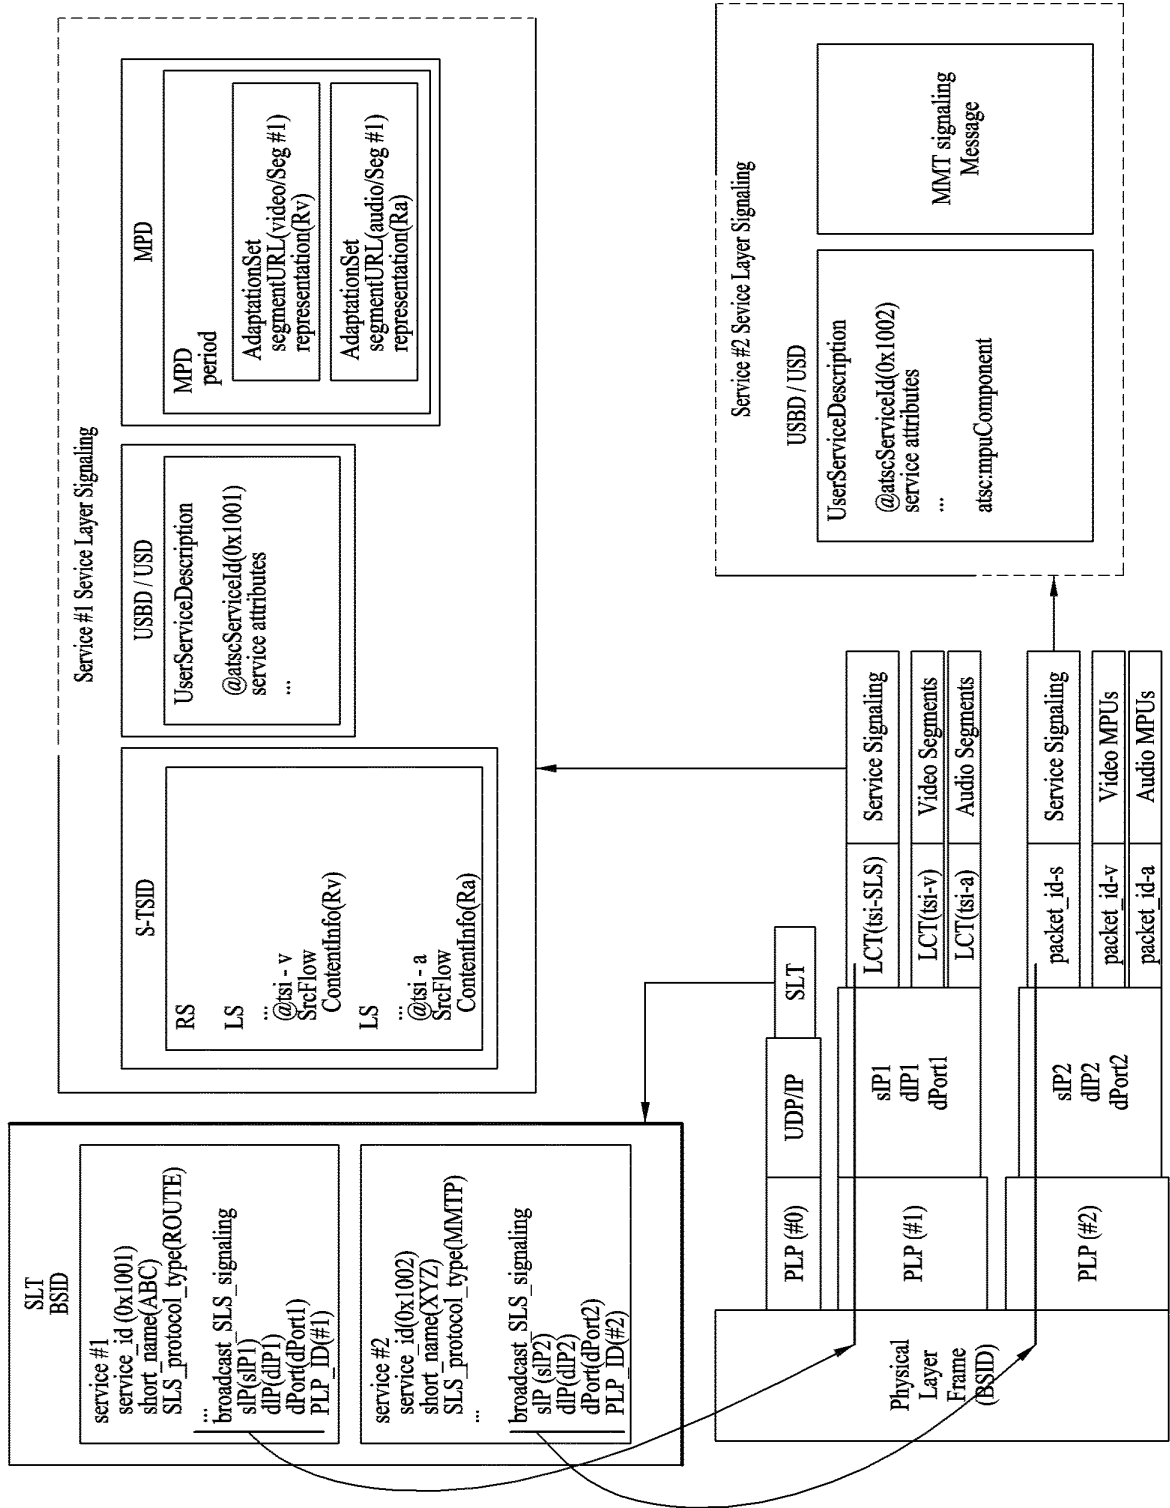 SLT
BSID
service #1
service_id (0x1001)
short_name(ABC)
SLS_protocol_type(ROUTE)
...
broadcast_SLS_signaling
sIP(sIP1)
dIP(dIP1)
dPort(dPort1)
PLP_ID(#1)
service #2
service_id(0x1002)
short_name(XYZ)
SLS_protocol_type(MMTP)
...
broadcast_SLS_signaling
sIP (sIP2)
dIP(dIP2)
dPort(dPort2)
PLP_ID(#2)
Service #1 Sevice Layer Signaling
S-TSID
RS
LS
...
@tsi - v
SrcFlow
ContentInfo(Rv)
LS
...
@tsi - a
SrcFlow
ContentInfo(Ra)
USBD / USD
UserServiceDescription
@atscServiceId(0x1001)
service attributes
...
MPD
MPD
period
AdaptationSet
segmentURL(video/Seg #1)
representation(Rv)
AdaptationSet
segmentURL(audio/Seg #1)
representation(Ra)
Physical
Layer
Frame
(BSID)
PLP (#0)
UDP/IP
SLT
PLP (#1)
sIP1
dIP1
dPort1
LCT(tsi-SLS)
Service Signaling
LCT(tsi-v)
Video Segments
LCT(tsi-a)
Audio Segments
PLP (#2)
sIP2
dIP2
dPort2
packet_id-s
Service Signaling
packet_id-v
Video MPUs
packet_id-a
Audio MPUs
Service #2 Sevice Layer Signaling
USBD / USD
UserServiceDescription
@atscServiceId(0x1002)
service attributes
...
atsc:mpuComponent
MMT signaling
Message